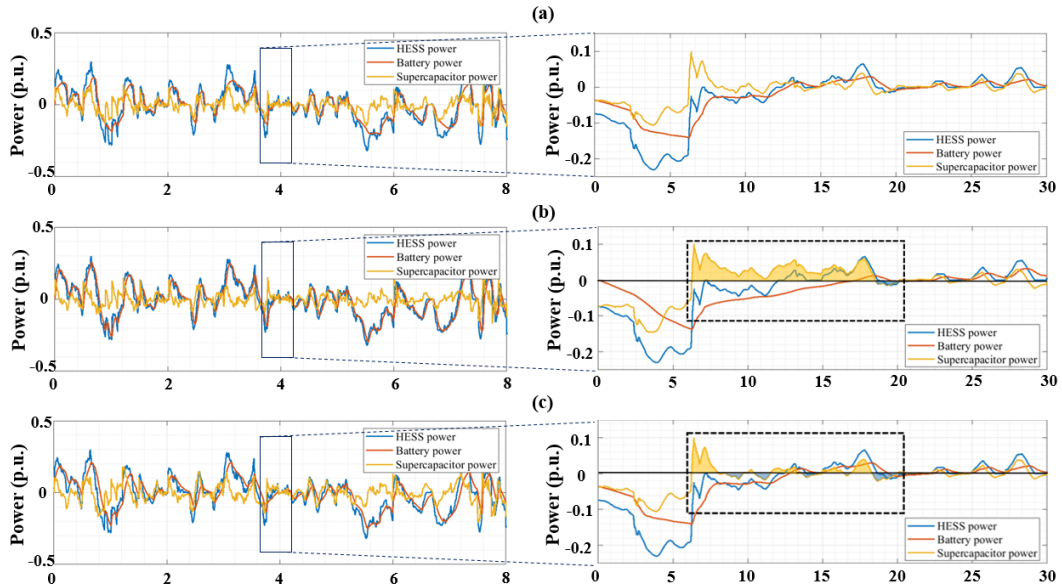 (a)
0.5
0
-0.5
Power (p.u.)
HESS power
Battery power
Supercapacitor power
0 2 4 6 8
0.1
0
-0.1
-0.2
Power (p.u.)
HESS power
Battery power
Supercapacitor power
0 5 10 15 20 25 30
(b)
0.5
0
-0.5
Power (p.u.)
HESS power
Battery power
Supercapacitor power
0 2 4 6 8
0.1
0
-0.1
-0.2
Power (p.u.)
HESS power
Battery power
Supercapacitor power
0 5 10 15 20 25 30
(c)
0.5
0
-0.5
Power (p.u.)
HESS power
Battery power
Supercapacitor power
0 2 4 6 8
0.1
0
-0.1
-0.2
Power (p.u.)
HESS power
Battery power
Supercapacitor power
0 5 10 15 20 25 30